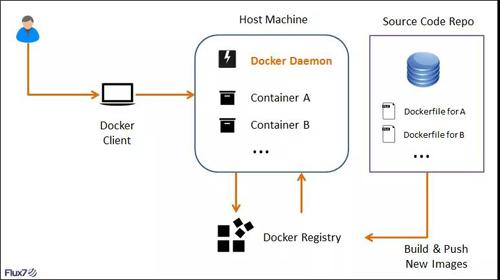 Host Machine
Source Code Repo
Docker Daemon
Container A
Container B
...
Docker
Client
Dockerfile for A
Dockerfile for B
...
Docker Registry
Build & Push
New Images
Flux7